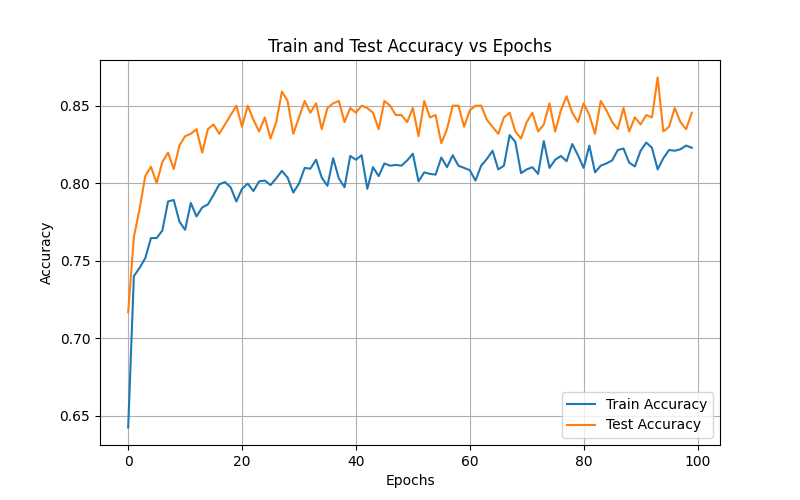 Train and Test Accuracy vs Epochs
0.85
0.80
0.75
0.70
0.65
Accuracy
0 20 40 60 80 100
Epochs
Train Accuracy
Test Accuracy